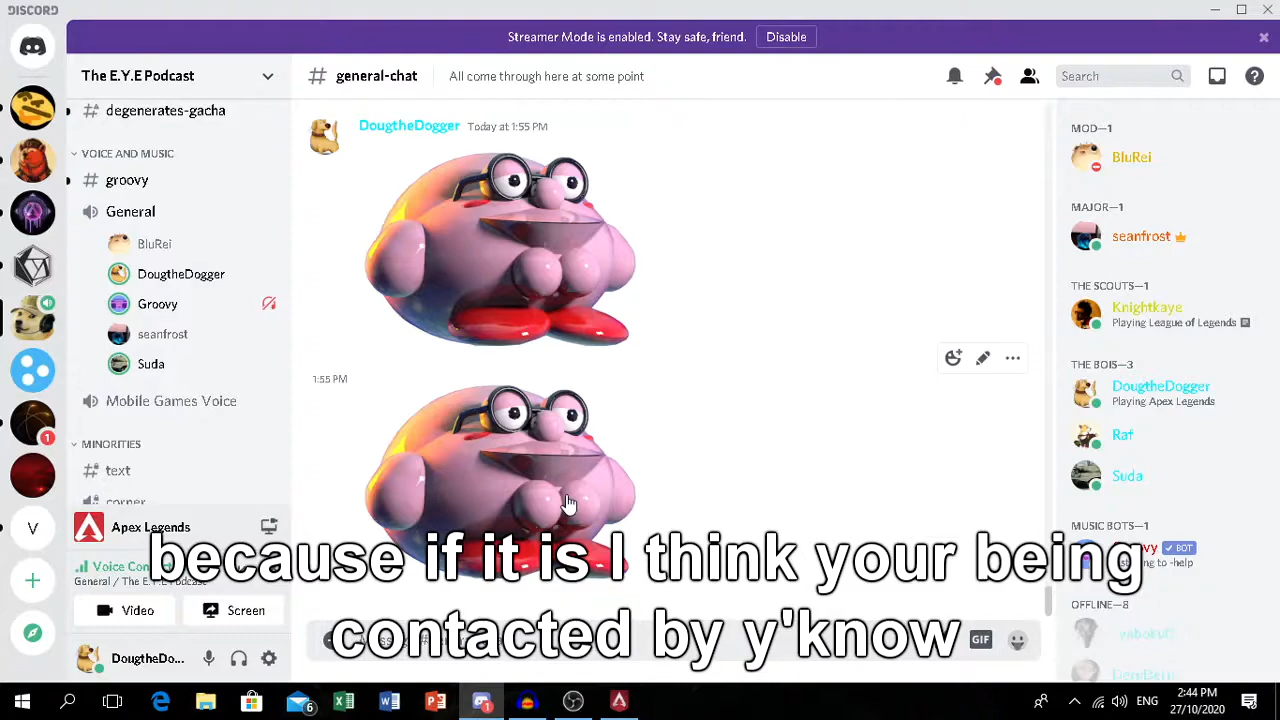 DISCORD
Streamer Mode is enabled. Stay safe, friend. Disable
The E.Y.E Podcast
general-chat
All come through here at some point
Search
degenerates-gacha
VOICE AND MUSIC
groovy
General
BluRei
DougtheDogger
Groovy
seanfrost
Suda
Mobile Games Voice
MINORITIES
text
corner
Apex Legends
General / The E.Y.E Podcast
Video
Screen
DougtheDo...
DougtheDogger Today at 1:55 PM
1:55 PM
because if it is I think your being
contacted by y'know
GIF
MOD—1
BluRei
MAJOR—1
seanfrost
THE SCOUTS—1
Knightkaye
Playing League of Legends
THE BOIS—3
DougtheDogger
Playing Apex Legends
Raf
Suda
MUSIC BOTS—1
BOT
-help
OFFLINE—8
V
1
6
1
ENG
2:44 PM
27/10/2020